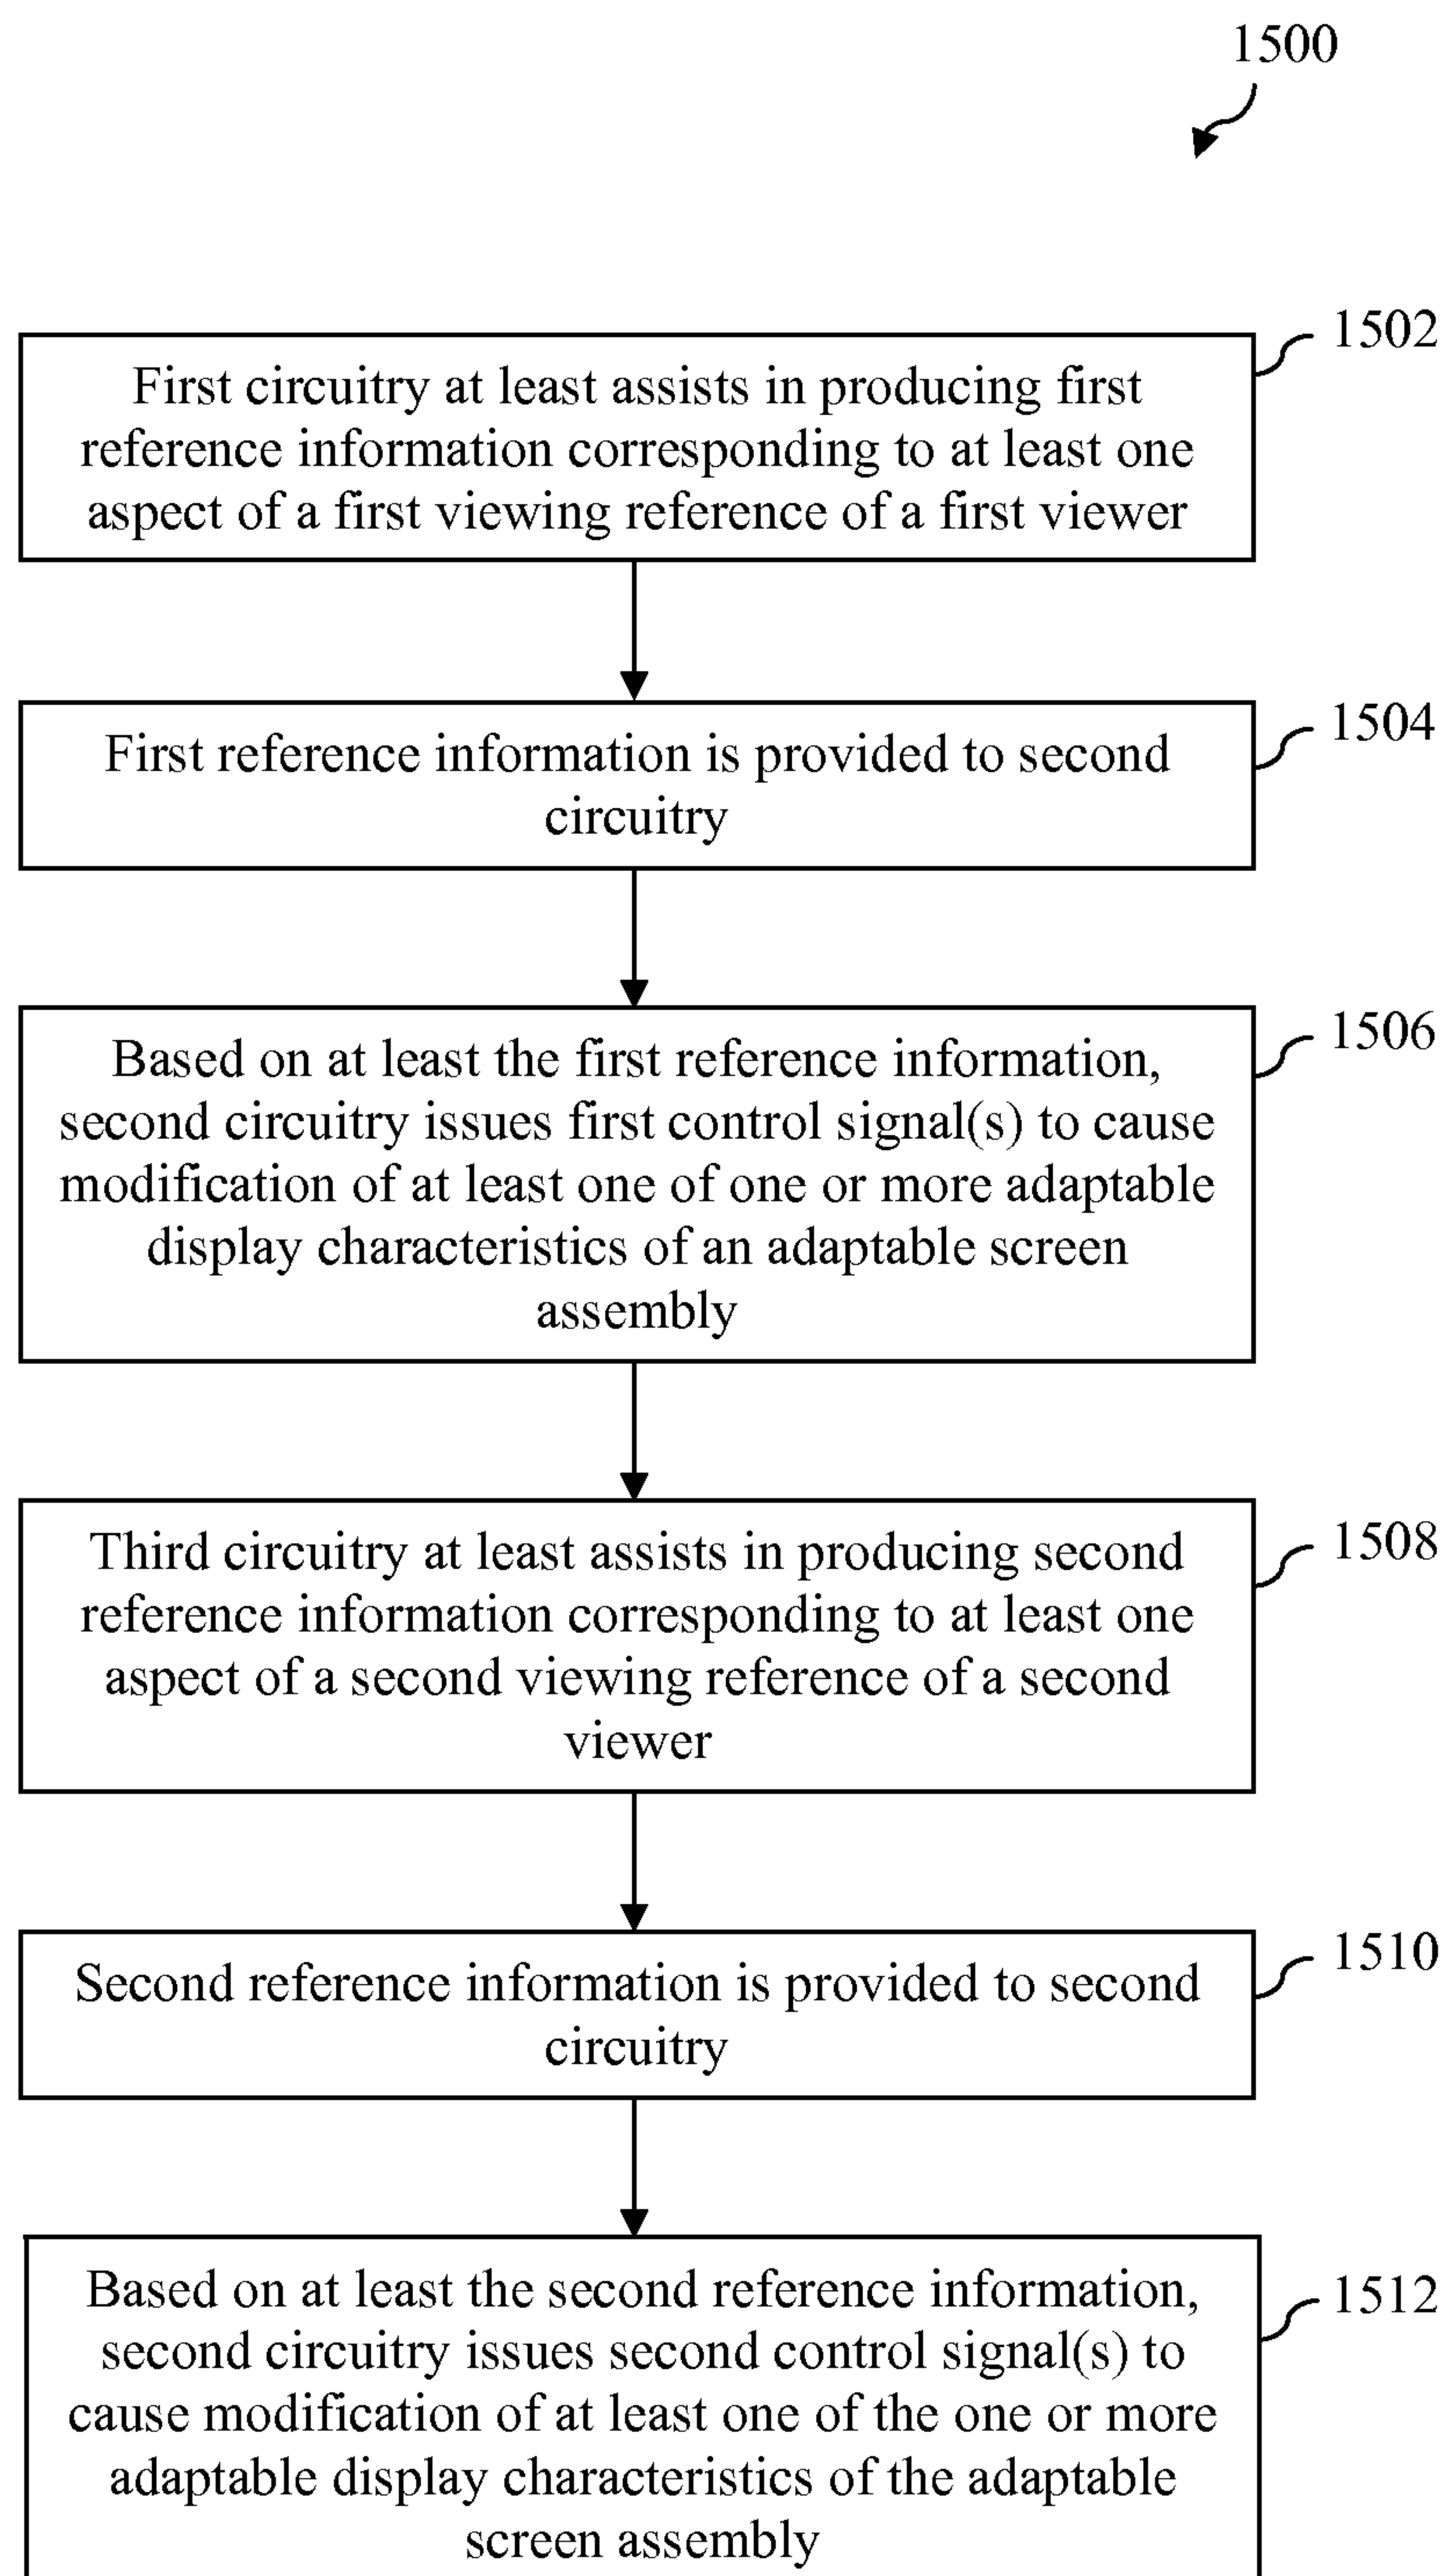 1500
1502
First circuitry at least assists in producing first
reference information corresponding to at least one
aspect of a first viewing reference of a first viewer
1504
First reference information is provided to second
circuitry
1506
Based on at least the first reference information,
second circuitry issues first control signal(s) to cause
modification of at least one of one or more adaptable
display characteristics of an adaptable screen
assembly
1508
Third circuitry at least assists in producing second
reference information corresponding to at least one
aspect of a second viewing reference of a second
viewer
1510
Second reference information is provided to second
circuitry
1512
Based on at least the second reference information,
second circuitry issues second control signal(s) to
cause modification of at least one of the one or more
adaptable display characteristics of the adaptable
screen assembly